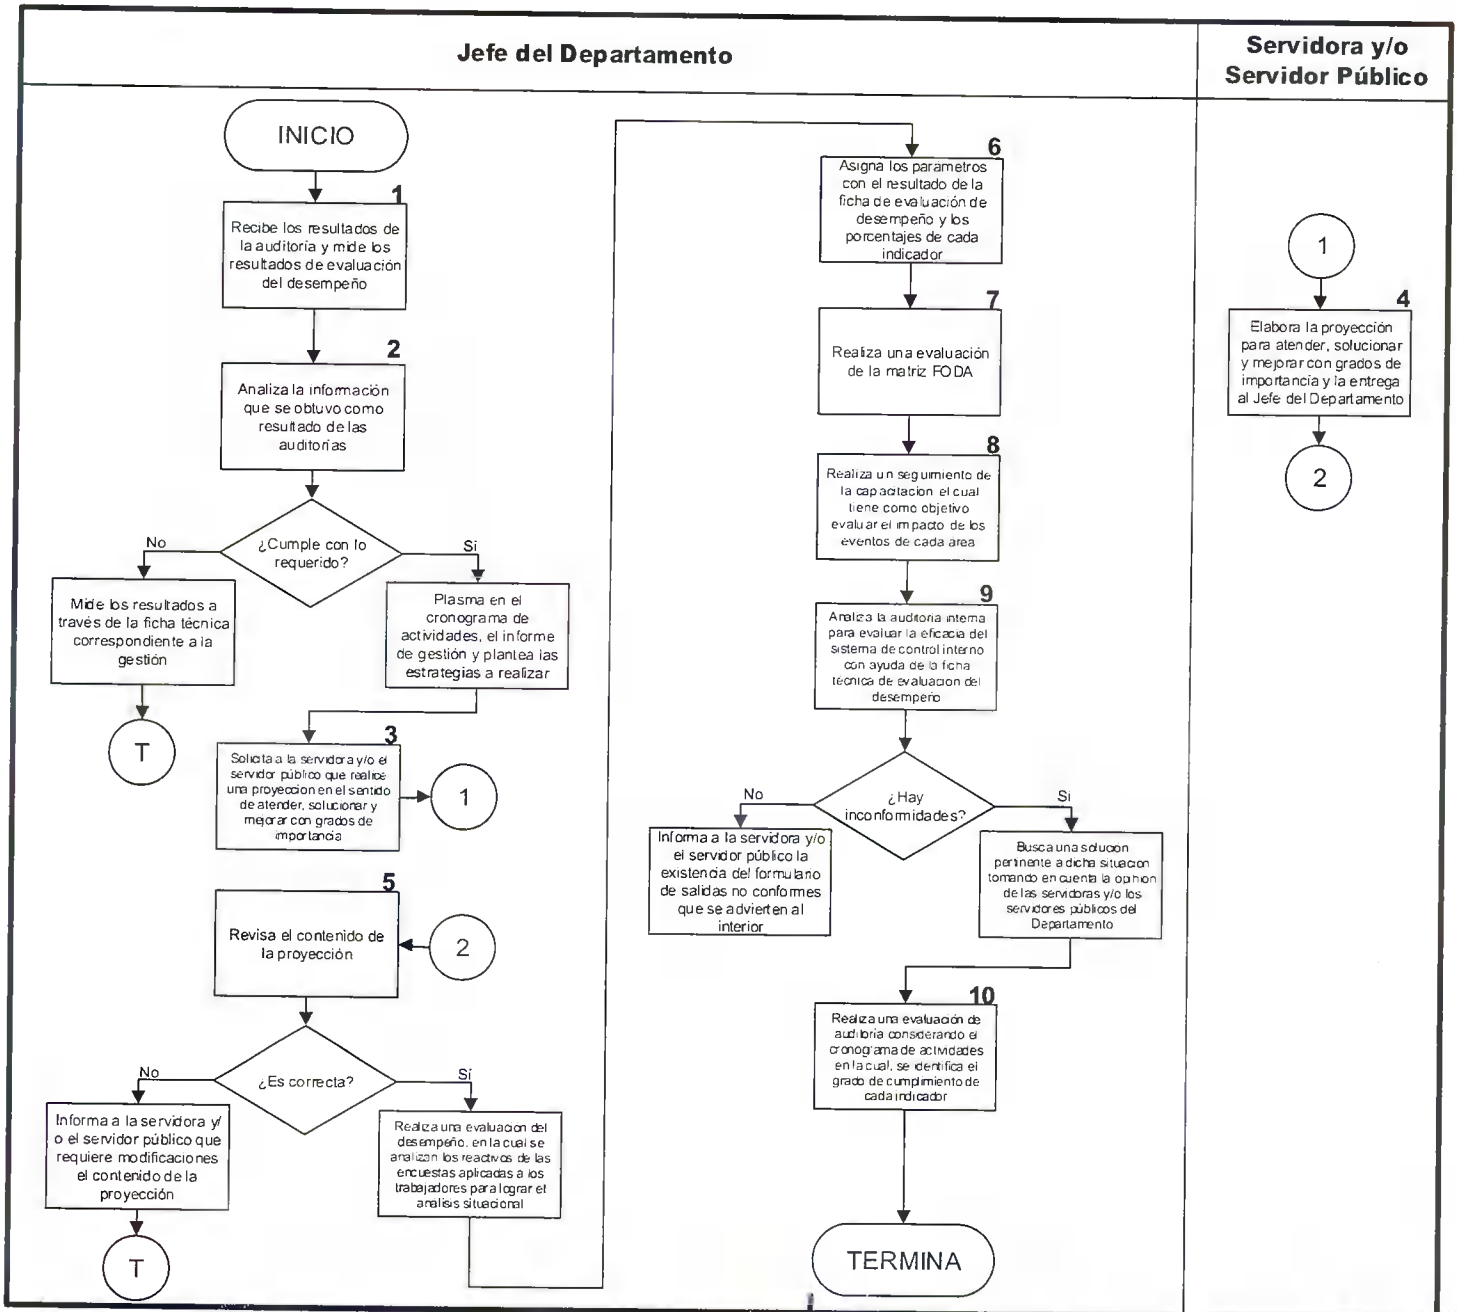 Jefe del Departamento
Servidora y/o
Servidor Público
INICIO
1
Recibe los resultados de
la auditoría y mide los
resultados de evaluación
del desempeño
2
Analiza la información
que se obtuvo como
resultado de las
auditorías
¿Cumple con lo
requerido?
No
Sí
Mide los resultados a
través de la ficha técnica
correspondiente a la
gestión
T
Plasma en el
cronograma de
actividades, el informe
de gestión y plantea las
estrategias a realizar
3
Solicita a la servidora y/o el
servidor público que realice
una proyección en el sentido
de atender, solucionar y
mejorar con grados de
importancia
1
5
Revisa el contenido de
la proyección
2
¿Es correcta?
No
Sí
Informa a la servidora y/
o el servidor público que
requiere modificaciones
el contenido de la
proyección
T
Realiza una evaluación del
desempeño, en la cual se
analizan los reactivos de las
encuestas aplicadas a los
trabajadores para lograr el
análisis situacional
6
Asigna los parámetros
con el resultado de la
ficha de evaluación de
desempeño y los
porcentajes de cada
indicador
7
Realiza una evaluación
de la matriz FODA
8
Realiza un seguimiento de
la capacitación el cual
tiene como objetivo
evaluar el impacto de los
eventos de cada área
9
Analiza la auditoría interna
para evaluar la eficacia del
sistema de control interno
con ayuda de la ficha
técnica de evaluación del
desempeño
¿Hay
inconformidades?
No
Sí
Informa a la servidora y/o
el servidor público la
existencia del formulario
de salidas no conformes
que se advierten al
interior
Busca una solución
pertinente a dicha situación
tomando en cuenta la opinión
de las servidoras y/o los
servidores públicos del
Departamento
10
Realiza una evaluación de
auditoría considerando el
cronograma de actividades
en la cual, se identifica el
grado de cumplimiento de
cada indicador
TERMINA
1
4
Elabora la proyección
para atender, solucionar
y mejorar con grados de
importancia y la entrega
al Jefe del Departamento
2